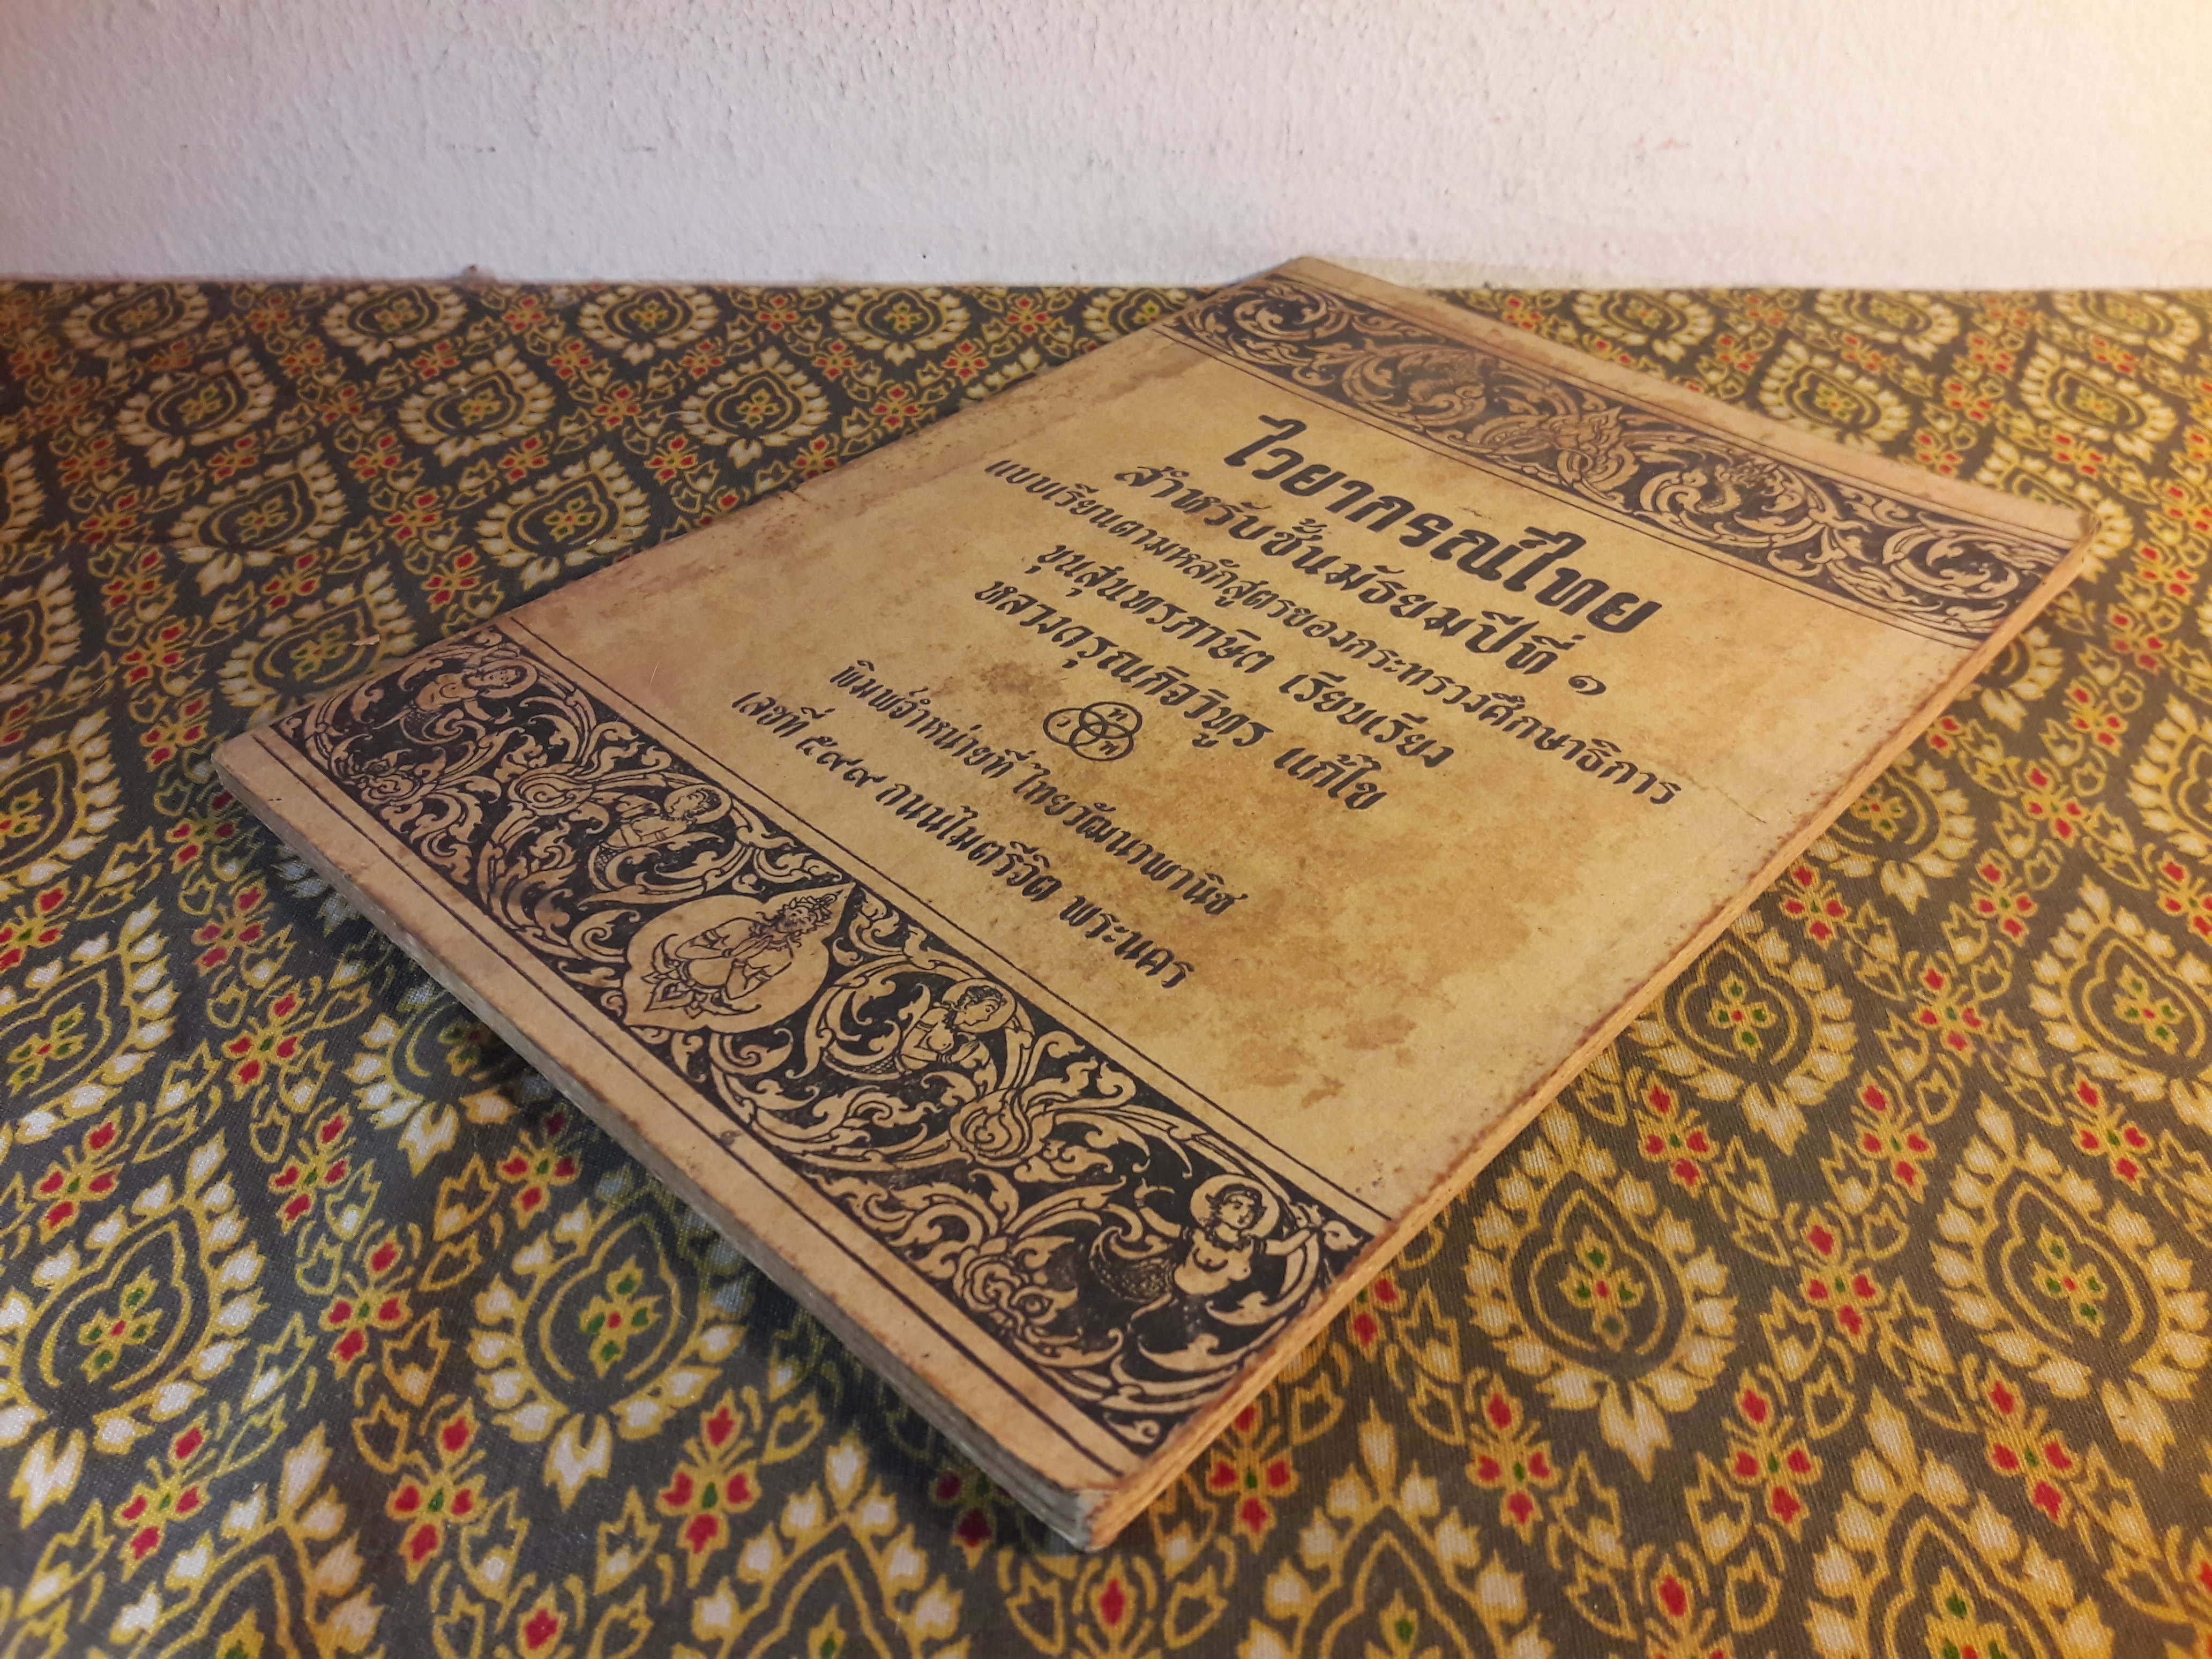 ไวยากรณ์ไทย
สำหรับชั้นมัธยมปีที่ ๑
แบบเรียนตามหลักสูตรของกระทรวงศึกษาธิการ
ขุนสุนทรภาษิต เรียบเรียง
หลวงดรุณกิจวิทูร แก้ไข
ท
ว พ
พิมพ์จำหน่ายที่ ไทยวัฒนาพานิช
เลขที่ ๕๙๙ ถนนไมตรีจิต พระนคร